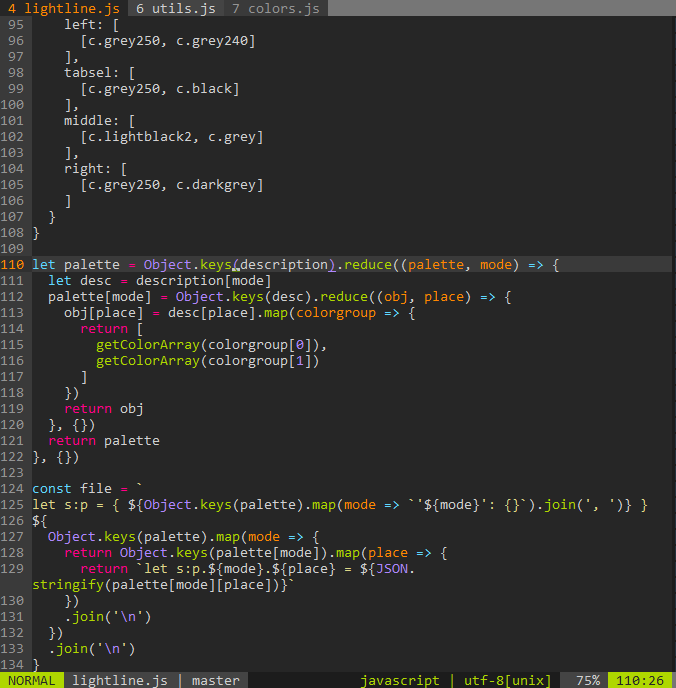 4 lightline.js 6 utils.js 7 colors.js
95     left: [
96       [c.grey250, c.grey240]
97     ],
98     tabsel: [
99       [c.grey250, c.black]
100     ],
101     middle: [
102       [c.lightblack2, c.grey]
103     ],
104     right: [
105       [c.grey250, c.darkgrey]
106     ]
107   }
108 }
109
110 let palette = Object.keys(description).reduce((palette, mode) => {
111   let desc = description[mode]
112   palette[mode] = Object.keys(desc).reduce((obj, place) => {
113     obj[place] = desc[place].map(colorgroup => {
114       return [
115         getColorArray(colorgroup[0]),
116         getColorArray(colorgroup[1])
117       ]
118     })
119     return obj
120   }, {})
121   return palette
122 }, {})
123
124 const file = `
125 let s:p = { ${Object.keys(palette).map(mode => `'${mode}': {}`).join(', ')} }
126 ${
127   Object.keys(palette).map(mode => {
128     return Object.keys(palette[mode]).map(place => {
129       return `let s:p.${mode}.${place} = ${JSON.
stringify(palette[mode][place])}`
130     })
131     .join('\n')
132   })
133   .join('\n')
134 }
NORMAL lightline.js | master javascript | utf-8[unix] 75% 110:26